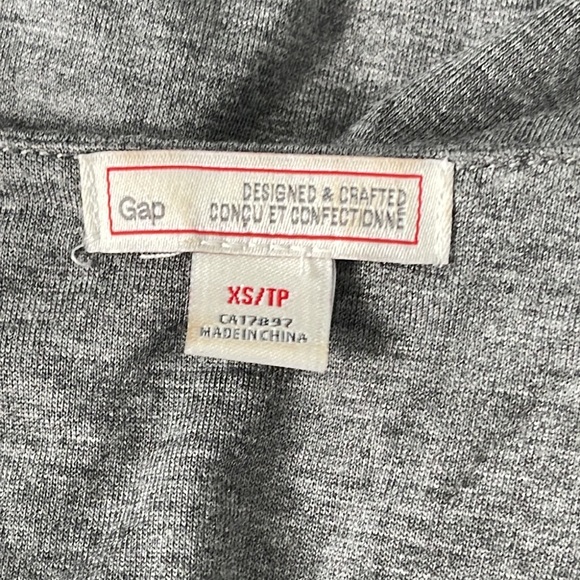 Gap
DESIGNED & CRAFTED
CONÇU ET CONFECTIONNÉ
XS/TP
CA17897
MADE IN CHINA